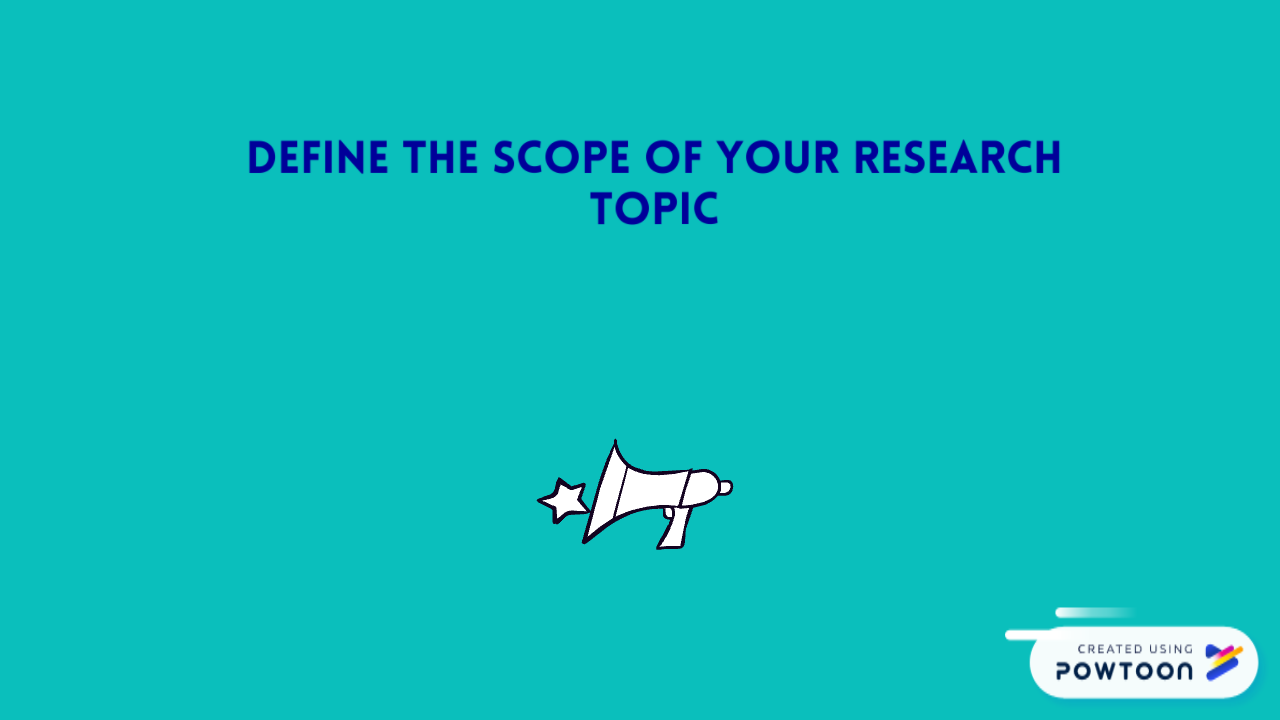 DEFINE THE SCOPE OF YOUR RESEARCH
TOPIC
CREATED USING
POWTOON